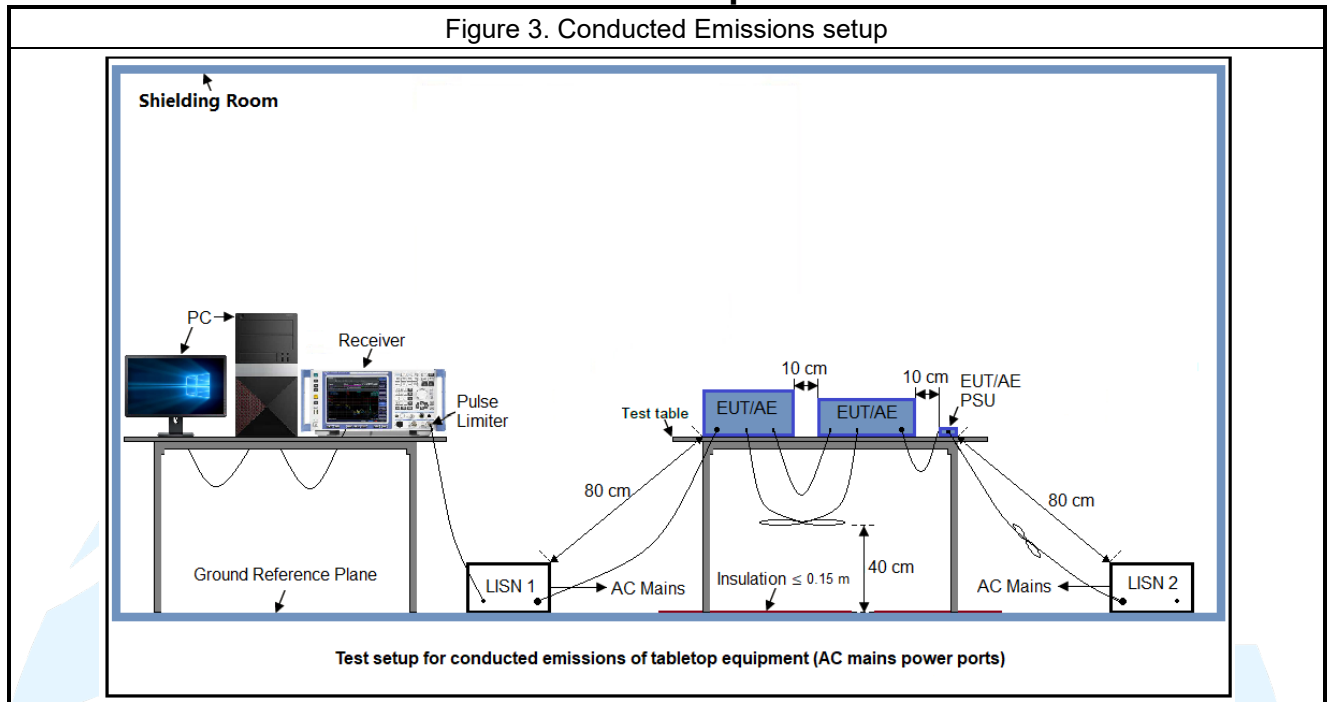 Figure 3. Conducted Emissions setup
Shielding Room
PC
Receiver
Pulse
Limiter
10 cm
10 cm
EUT/AE
PSU
Test table
EUT/AE
EUT/AE
80 cm
80 cm
Ground Reference Plane
LISN 1
AC Mains
Insulation ≤ 0.15 m
40 cm
AC Mains
LISN 2
Test setup for conducted emissions of tabletop equipment (AC mains power ports)